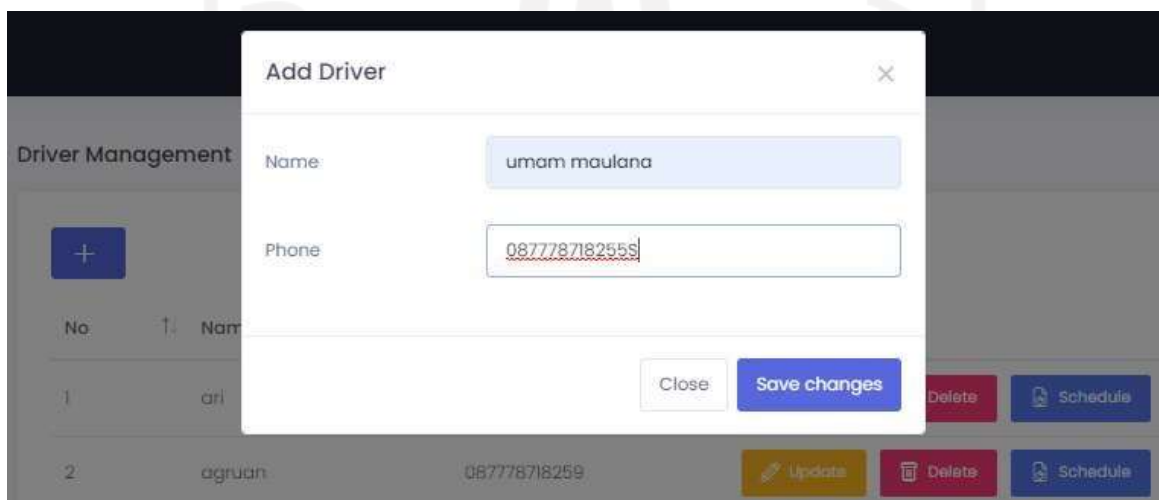 Add Driver
Driver Management
Name
umam maulana
Phone
087778718255S
No
Nam
Close
Save changes
1
ari
Delete
Schedule
2
agruan
087778718259
Update
Delete
Schedule